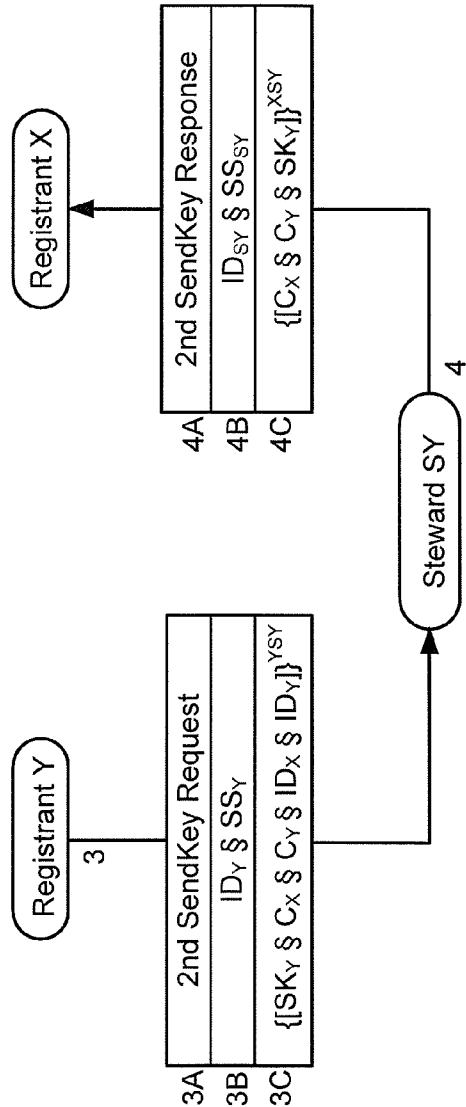 Registrant Y
3
3A 2nd SendKey Request
3B ID_Y § SS_Y
3C {[SK_Y § C_X § C_Y § ID_X § ID_Y]}^YSY
Steward SY
4
4A 2nd SendKey Response
4B ID_SY § SS_SY
4C {[C_X § C_Y § SK_Y]}^XSY
Registrant X